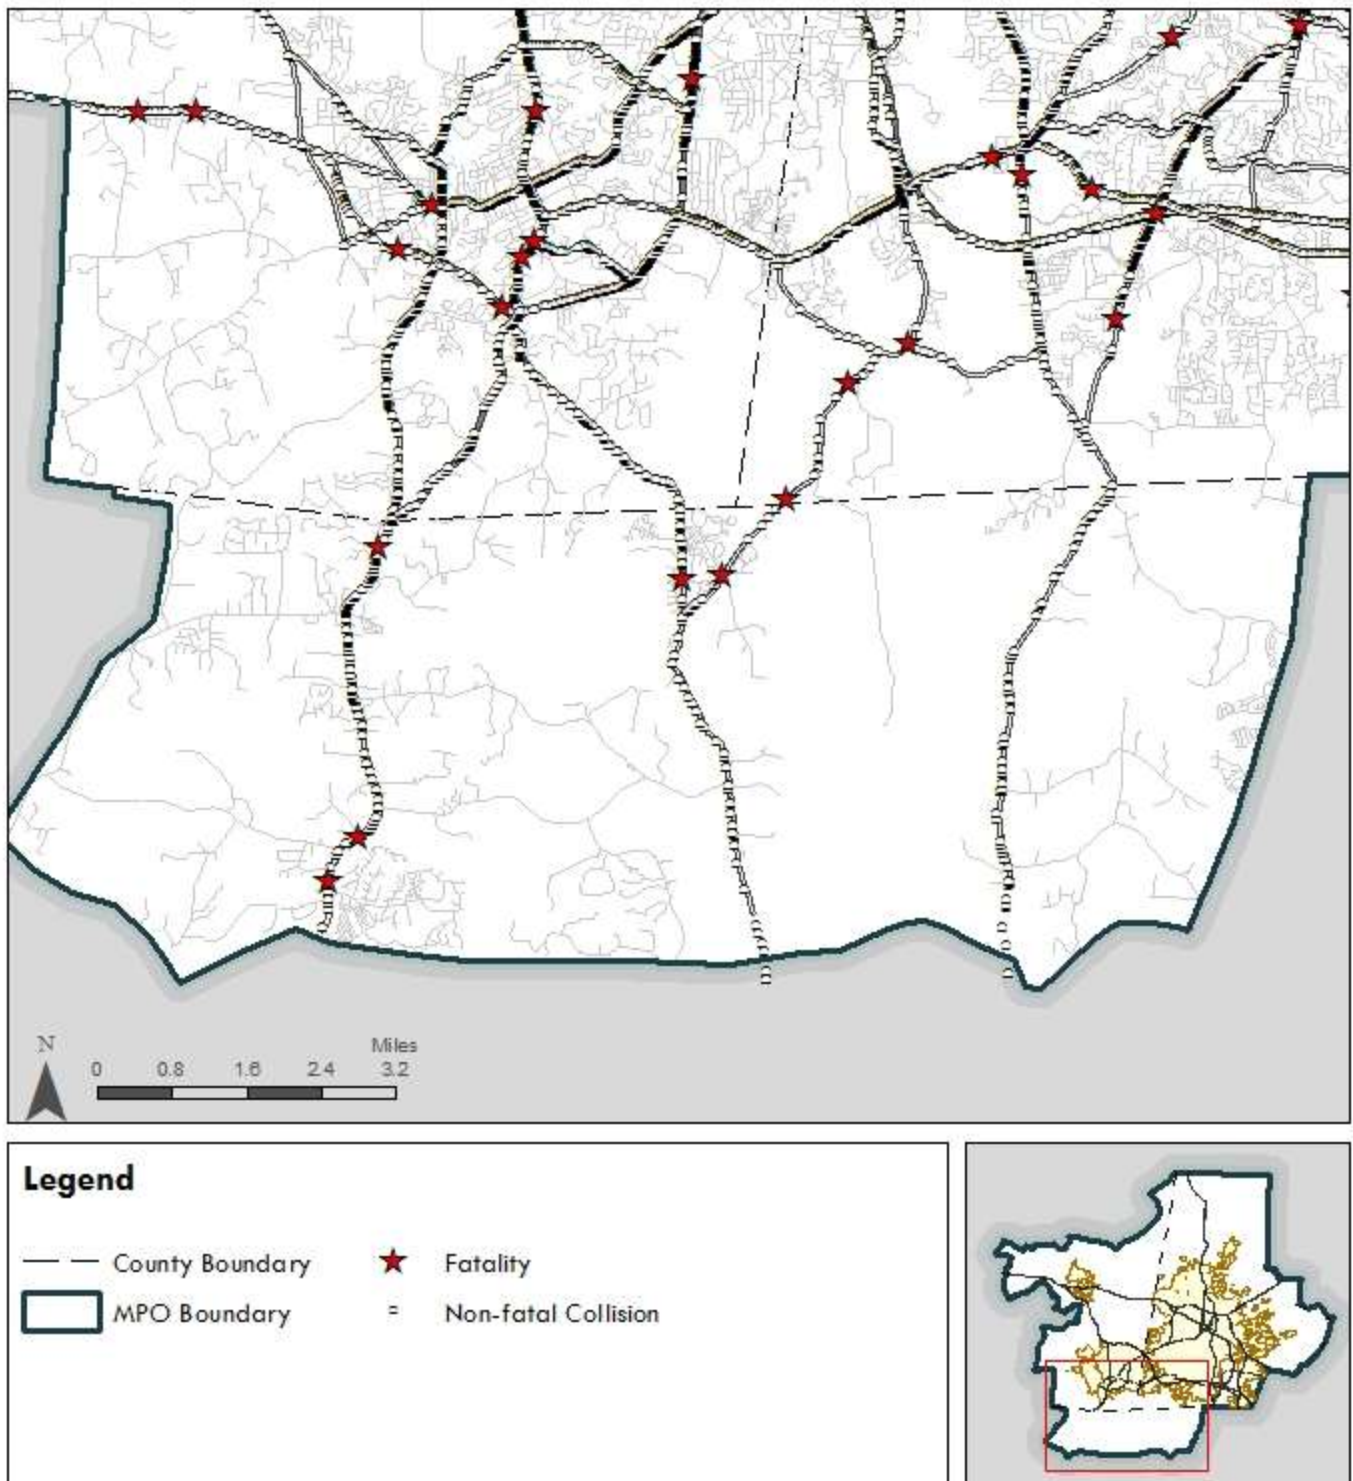 N
Miles
0 0.8 1.6 2.4 3.2
Legend
County Boundary
Fatality
MPO Boundary
Non-fatal Collision